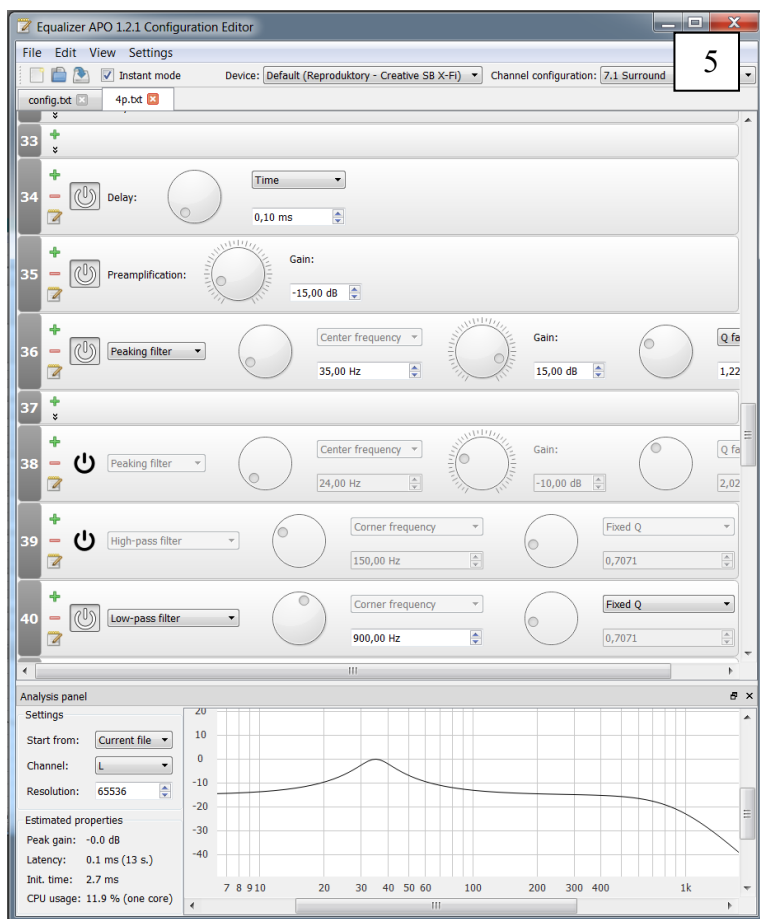 Equalizer APO 1.2.1 Configuration Editor
5
File Edit View Settings
Instant mode Device: Default (Reproduktory - Creative SB X-Fi) Channel configuration: 7.1 Surround
config.txt 4p.txt
33
34 Delay: Time
0,10 ms
35 Preamplification: Gain:
-15,00 dB
36 Peaking filter Center frequency Gain: Q fa
35,00 Hz 15,00 dB 1,22
37
38 Peaking filter Center frequency Gain: Q fa
24,00 Hz -10,00 dB 2,02
39 High-pass filter Corner frequency Fixed Q
150,00 Hz 0,7071
40 Low-pass filter Corner frequency Fixed Q
900,00 Hz 0,7071
Analysis panel
Settings
Start from: Current file
Channel: L
Resolution: 65536
Estimated properties
Peak gain: -0.0 dB
Latency: 0.1 ms (13 s.)
Init. time: 2.7 ms
CPU usage: 11.9 % (one core)
20
10
0
-10
-20
-30
-40
7 8 9 10 20 30 40 50 60 100 200 300 400 1k